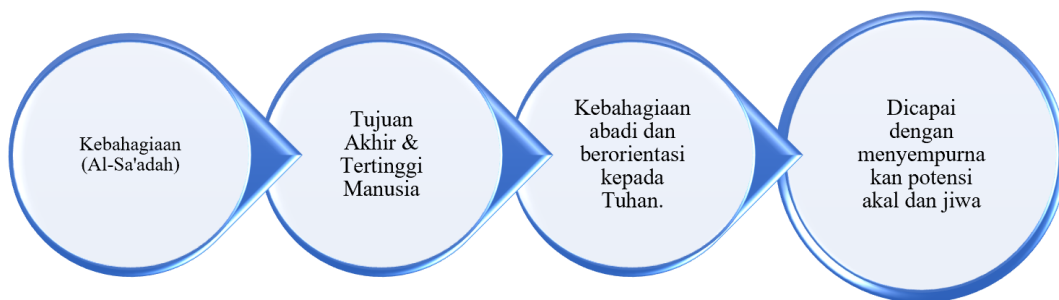 Kebahagiaan
(Al-Sa'adah)
Tujuan
Akhir &
Tertinggi
Manusia
Kebahagiaan
abadi dan
berorientasi
kepada
Tuhan.
Dicapai
dengan
menyempurna
kan potensi
akal dan jiwa